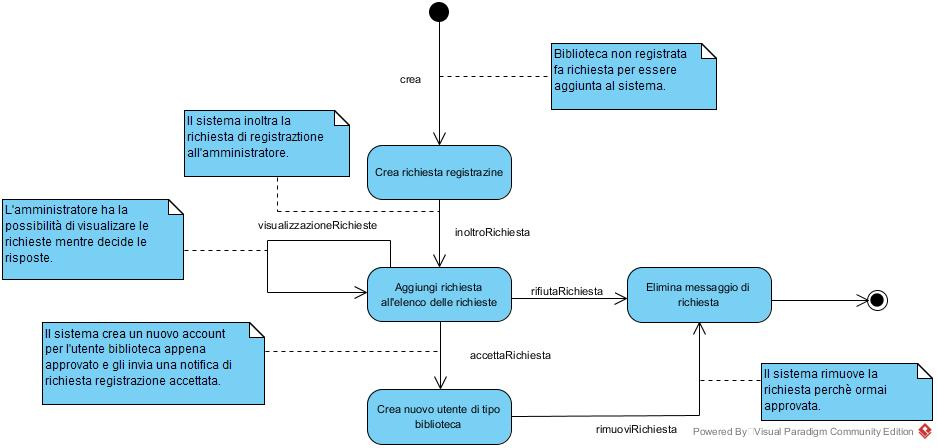 Biblioteca non registrata
fa richiesta per essere
aggiunta al sistema.
crea
Il sistema inoltra la
richiesta di registraztione
all'amministratore.
Crea richiesta registrazine
L'amministratore ha la
possibilità di visualizare le
richieste mentre decide le
risposte.
visualizzazioneRichieste
inoltroRichiesta
Aggiungi richiesta
all'elenco delle richieste
rifiutaRichiesta
Elimina messaggio di
richiesta
Il sistema crea un nuovo account
per l'utente biblioteca appena
approvato e gli invia una notifica di
richiesta registrazione accettata.
accettaRichiesta
Il sistema rimuove la
richiesta perchè ormai
approvata.
Crea nuovo utente di tipo
biblioteca
rimuoviRichiesta
Powered By Visual Paradigm Community Edition